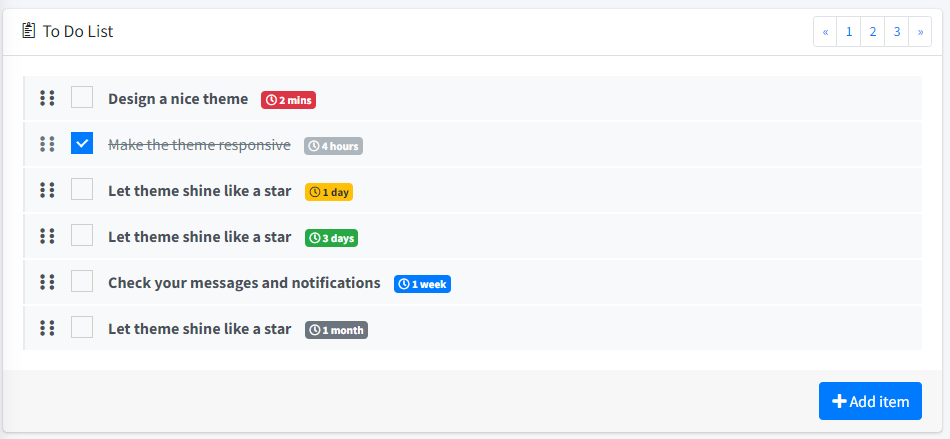 To Do List
« 1 2 3 »
Design a nice theme 2 mins
Make the theme responsive 4 hours
Let theme shine like a star 1 day
Let theme shine like a star 3 days
Check your messages and notifications 1 week
Let theme shine like a star 1 month
Add item